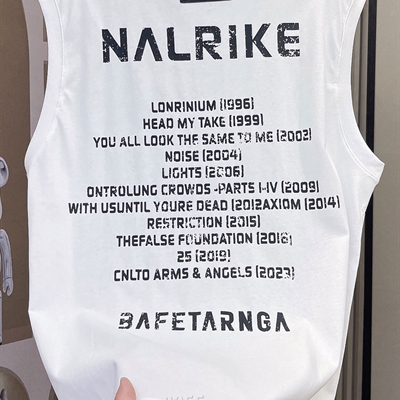 NALRIKE
LONRINIUM (1996)
HEAD MY TAKE (1999)
YOU ALL LOOK THE SAME TO ME (2002)
NOISE (2004)
LIGHTS (2006)
ONTROLUNG CROWDS -PARTS I-IV (2009)
WITH USUNTIL YOURE DEAD (2012AXIOM (2014)
RESTRICTION (2015)
THEFALSE FOUNDATION (2016)
25 (2019)
CNLTO ARMS & ANGELS (2023)
BAFETARNGA